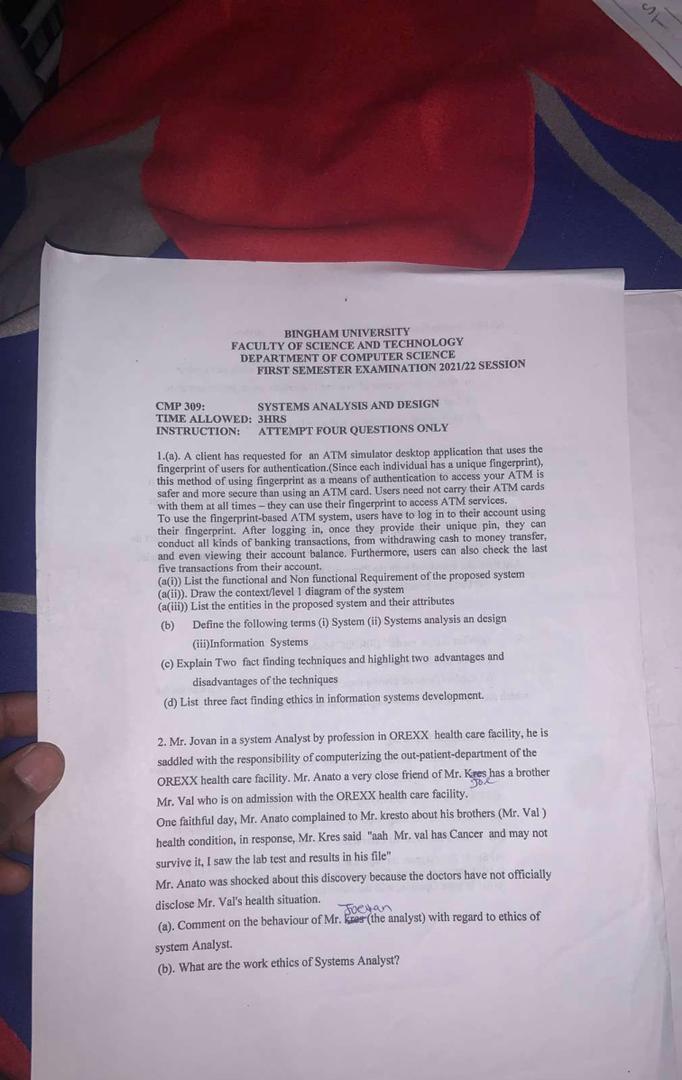 BINGHAM UNIVERSITY
FACULTY OF SCIENCE AND TECHNOLOGY
DEPARTMENT OF COMPUTER SCIENCE
FIRST SEMESTER EXAMINATION 2021/22 SESSION
CMP 309: SYSTEMS ANALYSIS AND DESIGN
TIME ALLOWED: 3HRS
INSTRUCTION: ATTEMPT FOUR QUESTIONS ONLY
1.(a). A client has requested for an ATM simulator desktop application that uses the
fingerprint of users for authentication.(Since each individual has a unique fingerprint),
this method of using fingerprint as a means of authentication to access your ATM is
safer and more secure than using an ATM card. Users need not carry their ATM cards
with them at all times – they can use their fingerprint to access ATM services.
To use the fingerprint-based ATM system, users have to log in to their account using
their fingerprint. After logging in, once they provide their unique pin, they can
conduct all kinds of banking transactions, from withdrawing cash to money transfer,
and even viewing their account balance. Furthermore, users can also check the last
five transactions from their account.
(a(i)) List the functional and Non functional Requirement of the proposed system
(a(ii)). Draw the context/level 1 diagram of the system
(a(iii)) List the entities in the proposed system and their attributes
(b) Define the following terms (i) System (ii) Systems analysis an design
(iii)Information Systems
(c) Explain Two fact finding techniques and highlight two advantages and
disadvantages of the techniques
(d) List three fact finding ethics in information systems development.
2. Mr. Jovan in a system Analyst by profession in OREXX health care facility, he is
saddled with the responsibility of computerizing the out-patient-department of the
OREXX health care facility. Mr. Anato a very close friend of Mr. Kres has a brother
Mr. Val who is on admission with the OREXX health care facility.
One faithful day, Mr. Anato complained to Mr. kresto about his brothers (Mr. Val )
health condition, in response, Mr. Kres said "aah Mr. val has Cancer and may not
survive it, I saw the lab test and results in his file"
Mr. Anato was shocked about this discovery because the doctors have not officially
disclose Mr. Val's health situation.
(a). Comment on the behaviour of Mr. Kres (the analyst) with regard to ethics of
system Analyst.
(b). What are the work ethics of Systems Analyst?